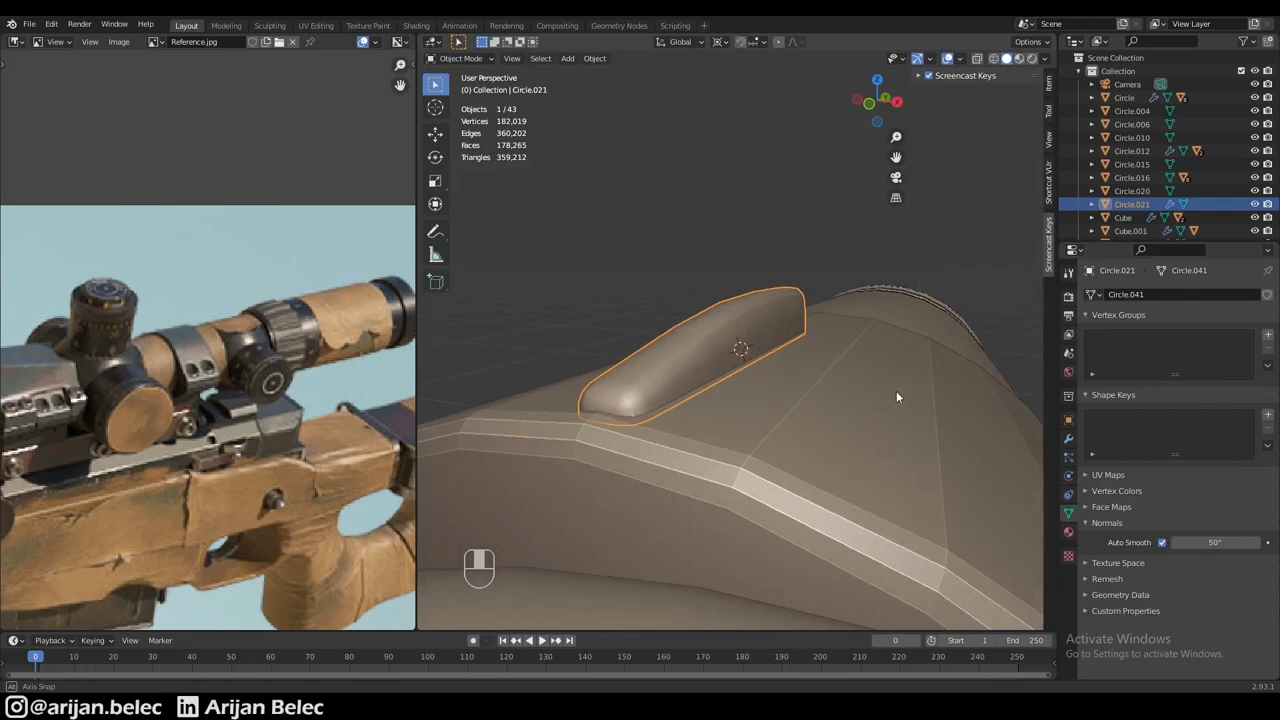 File Edit Render Window Help Layout Modeling Sculpting UV Editing Texture Paint Shading Animation Rendering Compositing Geometry Nodes Scripting + Scene View Layer
View View Image Reference.jpg Global Options
Object Mode View Select Add Object
User Perspective
(0) Collection | Circle.021
Objects 1 / 43
Vertices 182,019
Edges 360,202
Faces 178,265
Triangles 359,212
Screencast Keys
Item
Tool
View
Shortcut VUr
Screencast Keys
Scene Collection
Collection
Camera
Circle
Circle.004
Circle.006
Circle.010
Circle.012
Circle.015
Circle.016
Circle.020
Circle.021
Cube
Cube.001
Circle.021 Circle.041
Circle.041
Vertex Groups
Shape Keys
UV Maps
Vertex Colors
Face Maps
Normals
Auto Smooth 50°
Texture Space
Remesh
Geometry Data
Custom Properties
Activate Windows
Go to Settings to activate Windows.
Playback Keying View Marker 0 Start 1 End 250
0 10 20 30 40 50 60 70 80 90 100 110 120 130 140 150 160 170 180 190 200 210 220 230 240 250
Axis Snap 2.93.1
@arijan.belec in Arijan Belec